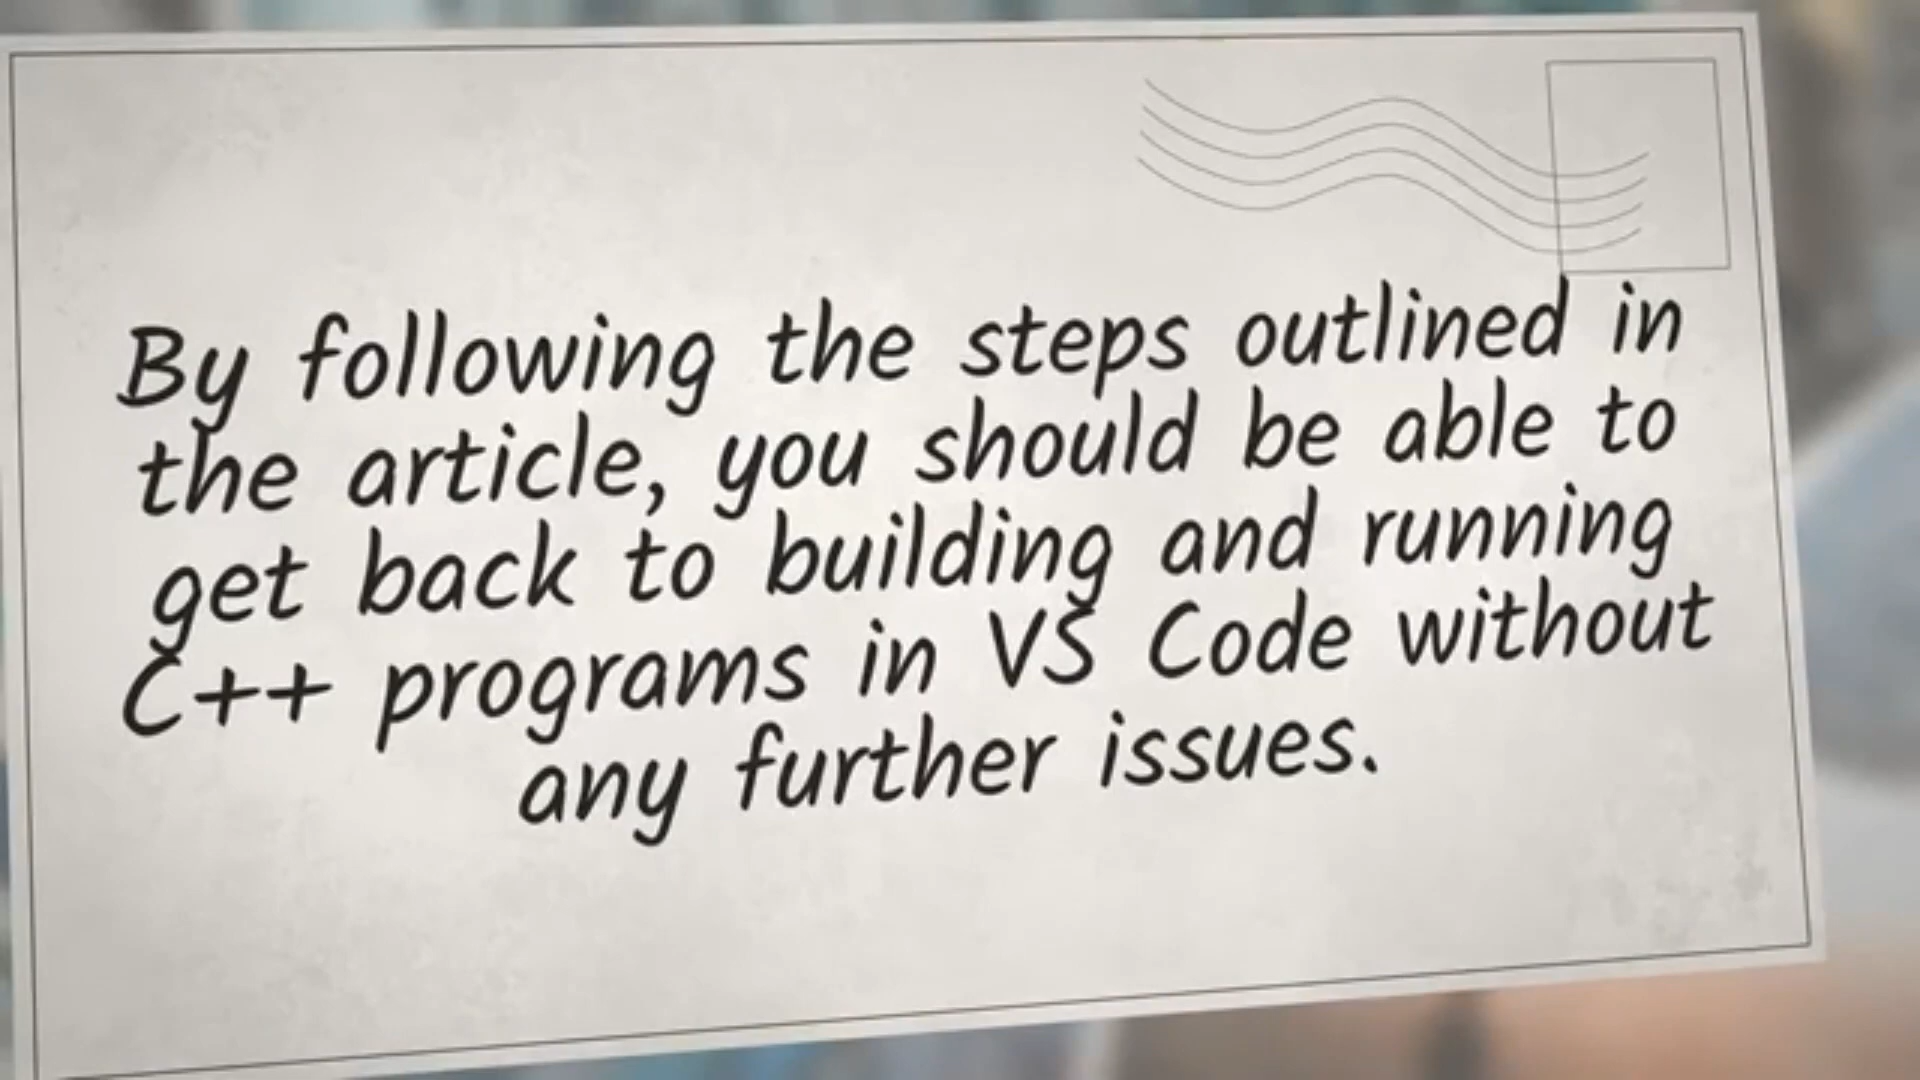 By following the steps outlined in
the article, you should be able to
get back to building and running
C++ programs in VS Code without
any further issues.